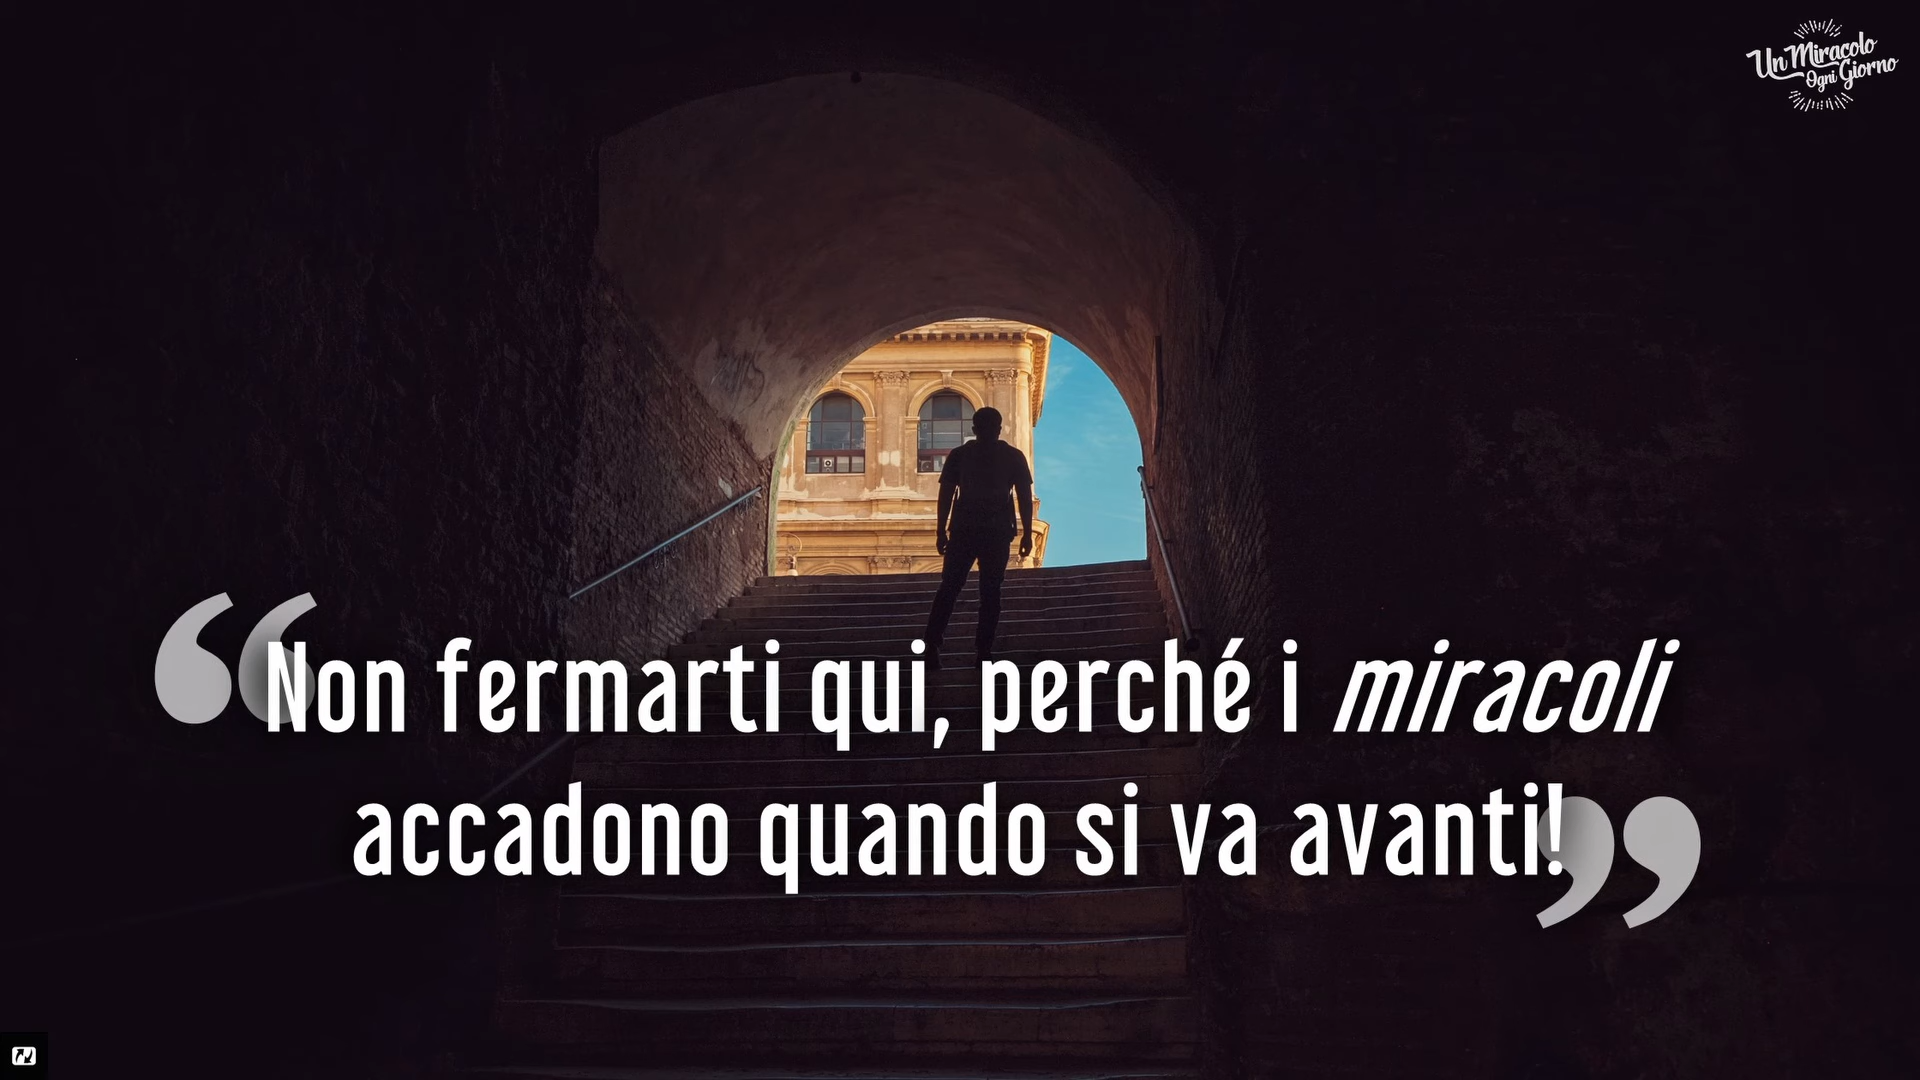 Un Miracolo
Ogni Giorno
Non fermarti qui, perché i miracoli
accadono quando si va avanti!